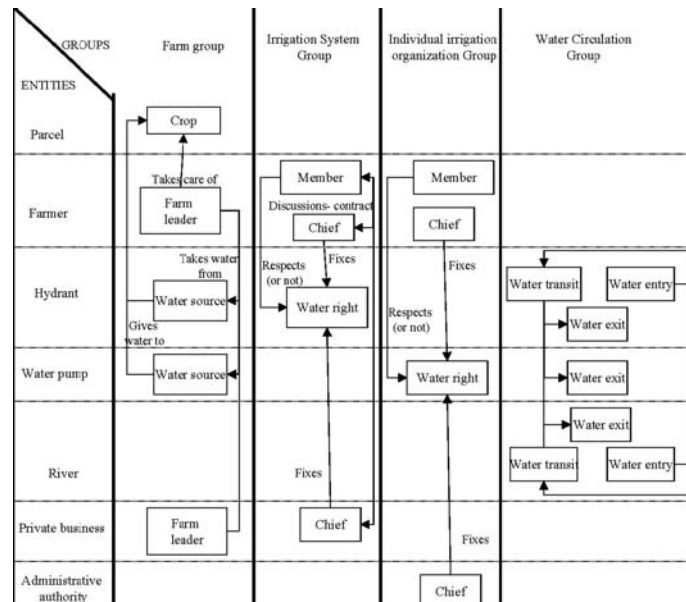 GROUPS
ENTITIES
Farm group
Irrigation System
Group
Individual irrigation
organization Group
Water Circulation
Group
Parcel
Crop
Farmer
Takes care of
Farm
leader
Member
Discussions- contract
Chief
Member
Chief
Hydrant
Takes water
from
Water source
Gives
water to
Fixes
Respects
(or not)
Water right
Fixes
Respects
(or not)
Water transit
Water entry
Water exit
Water pump
Water source
Water right
Water exit
River
Fixes
Water exit
Water transit
Water entry
Private business
Farm
leader
Chief
Fixes
Administrative
authority
Chief